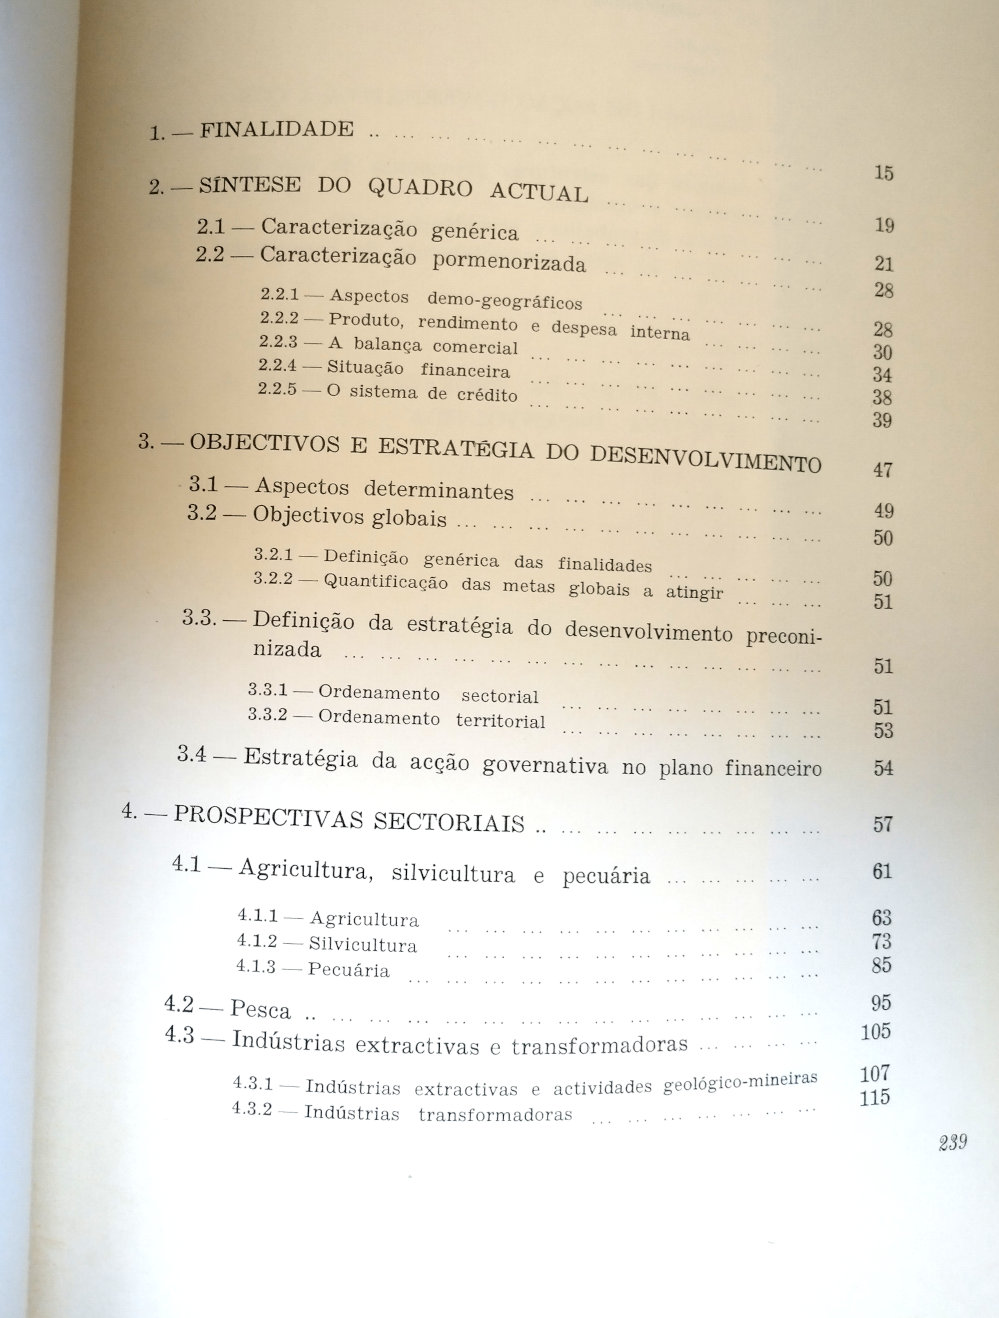 1. — FINALIDADE .. ... ... ... ... ... ... ... ... ... ... ... ... 15
2. — SÍNTESE DO QUADRO ACTUAL ... ... ... ... ... ... 19
2.1 — Caracterização genérica ... ... ... ... ... ... ... ... 21
2.2 — Caracterização pormenorizada ... ... ... ... ... ... 28
2.2.1 — Aspectos demo-geográficos ... ... ... ... ... ... 28
2.2.2 — Produto, rendimento e despesa interna ... ... ... ... 30
2.2.3 — A balança comercial ... ... ... ... ... ... ... ... 34
2.2.4 — Situação financeira ... ... ... ... ... ... ... ... 38
2.2.5 — O sistema de crédito ... ... ... ... ... ... ... ... 39
3. — OBJECTIVOS E ESTRATÉGIA DO DESENVOLVIMENTO 47
3.1 — Aspectos determinantes ... ... ... ... ... ... ... ... 49
3.2 — Objectivos globais ... ... ... ... ... ... ... ... ... ... 50
3.2.1 — Definição genérica das finalidades ... ... ... ... ... 50
3.2.2 — Quantificação das metas globais a atingir ... ... ... 51
3.3. — Definição da estratégia do desenvolvimento preconi-
nizada ... ... ... ... ... ... ... ... ... ... ... ... ... 51
3.3.1 — Ordenamento sectorial ... ... ... ... ... ... ... ... 51
3.3.2 — Ordenamento territorial ... ... ... ... ... ... ... ... 53
3.4 — Estratégia da acção governativa no plano financeiro 54
4. — PROSPECTIVAS SECTORIAIS .. ... ... ... ... ... ... ... ... 57
4.1 — Agricultura, silvicultura e pecuária ... ... ... ... ... 61
4.1.1 — Agricultura ... ... ... ... ... ... ... ... ... ... ... 63
4.1.2 — Silvicultura ... ... ... ... ... ... ... ... ... ... ... 73
4.1.3 — Pecuária ... ... ... ... ... ... ... ... ... ... ... ... 85
4.2 — Pesca .. ... ... ... ... ... ... ... ... ... ... ... ... ... ... 95
4.3 — Indústrias extractivas e transformadoras ... ... ... ... 105
4.3.1 — Indústrias extractivas e actividades geológico-mineiras 107
4.3.2 — Indústrias transformadoras ... ... ... ... ... ... ... 115
239